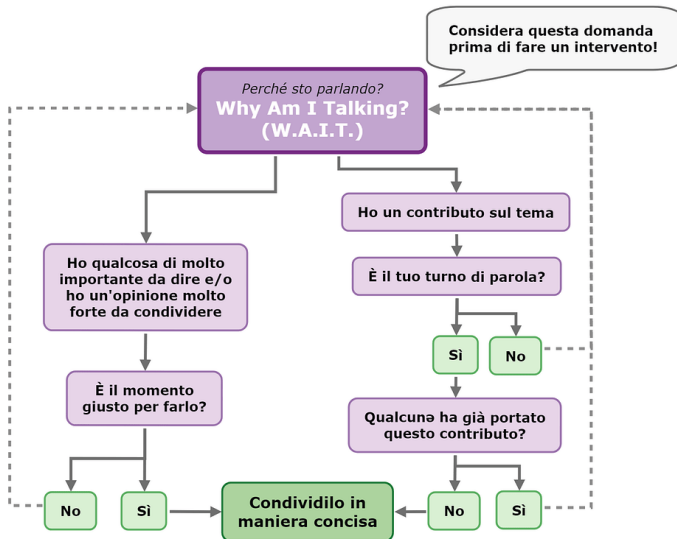 Considera questa domanda
prima di fare un intervento!
Perché sto parlando?
Why Am I Talking?
(W.A.I.T.)
Ho qualcosa di molto
importante da dire e/o
ho un'opinione molto
forte da condividere
È il momento
giusto per farlo?
No
Sì
Ho un contributo sul tema
È il tuo turno di parola?
Sì
No
Qualcunə ha già portato
questo contributo?
No
Sì
Condividilo in
maniera concisa